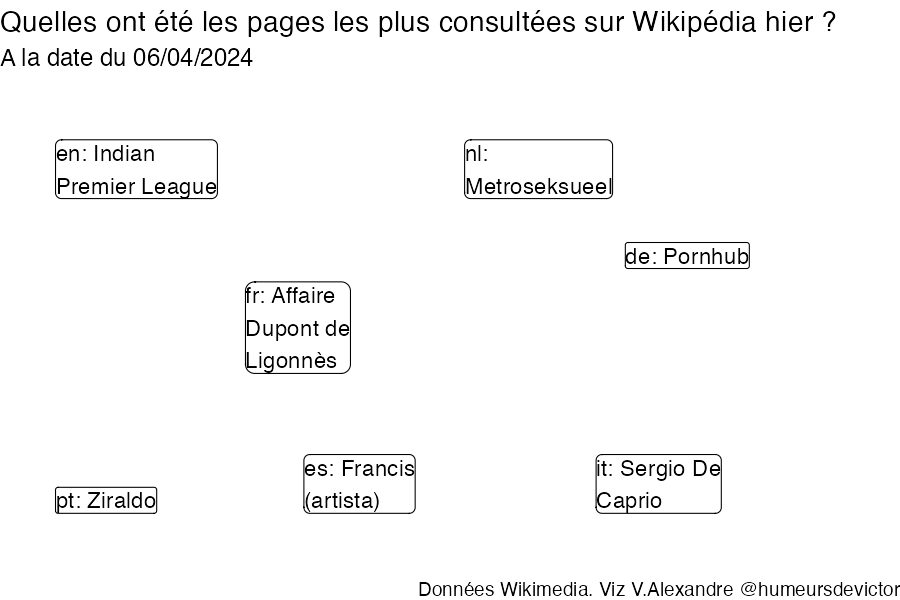 Quelles ont été les pages les plus consultées sur Wikipédia hier ?
A la date du 06/04/2024
en: Indian
Premier League
nl:
Metroseksueel
de: Pornhub
fr: Affaire
Dupont de
Ligonnès
es: Francis
(artista)
it: Sergio De
Caprio
pt: Ziraldo
Données Wikimedia. Viz V.Alexandre @humeursdevictor